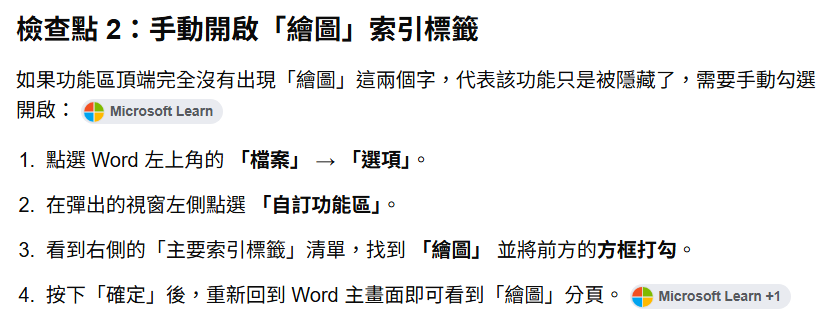 檢查點 2：手動開啟「繪圖」索引標籤
如果功能區頂端完全沒有出現「繪圖」這兩個字，代表該功能只是被隱藏了，需要手動勾選
開啟： Microsoft Learn
1. 點選 Word 左上角的 「檔案」 → 「選項」。
2. 在彈出的視窗左側點選 「自訂功能區」。
3. 看到右側的「主要索引標籤」清單，找到 「繪圖」 並將前方的方框打勾。
4. 按下「確定」後，重新回到 Word 主畫面即可看到「繪圖」分頁。 Microsoft Learn +1